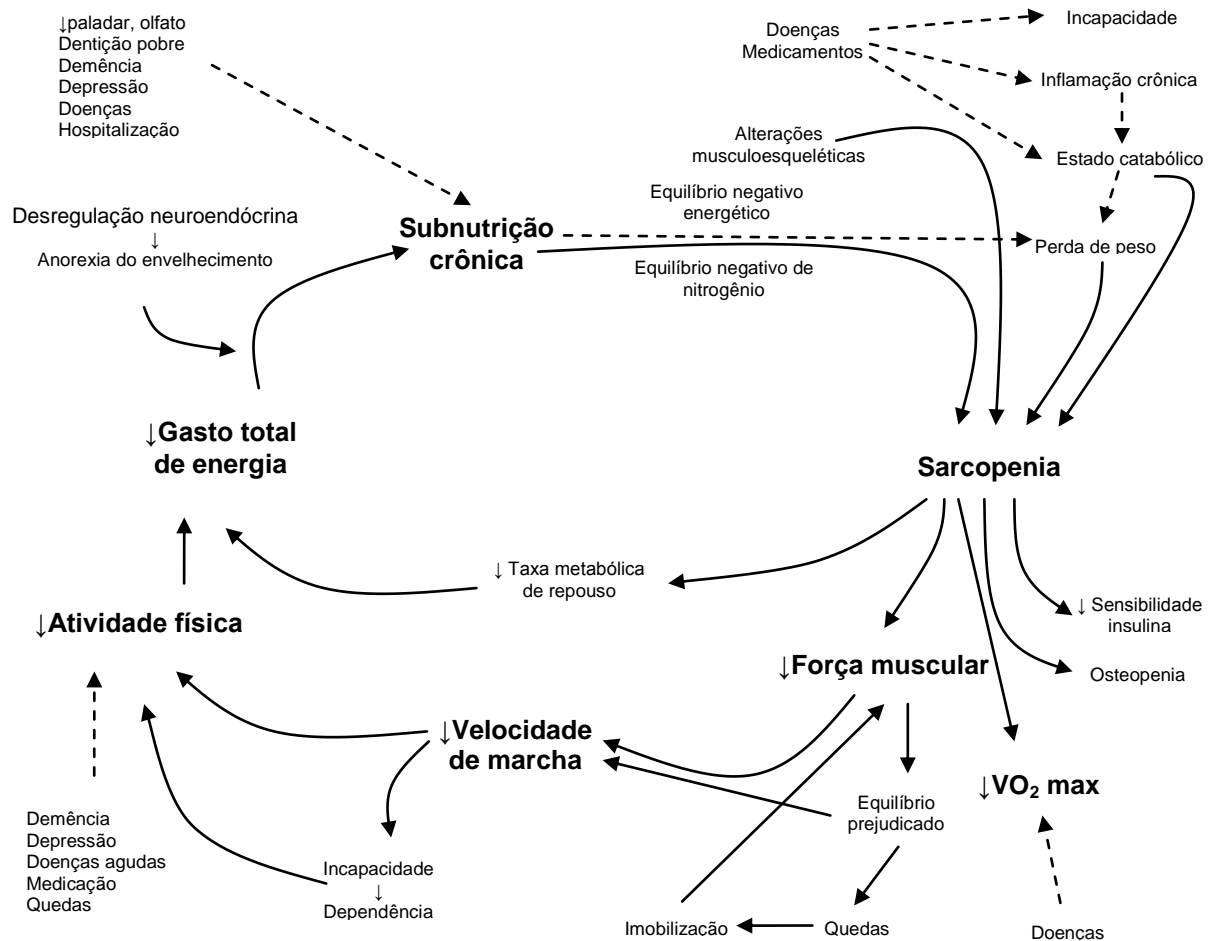 ↓paladar, olfato
Dentição pobre
Demência
Depressão
Doenças
Hospitalização
Doenças
Medicamentos
Incapacidade
Inflamação crônica
Alterações
musculoesqueléticas
Estado catabólico
Desregulação neuroendócrina
↓
Anorexia do envelhecimento
Subnutrição
crônica
Equilíbrio negativo
energético
Equilíbrio negativo de
nitrogênio
Perda de peso
↓Gasto total
de energia
Sarcopenia
↓ Taxa metabólica
de repouso
↓Atividade física
↓ Sensibilidade
insulina
↓Força muscular
Osteopenia
↓Velocidade
de marcha
↓VO₂ max
Equilíbrio
prejudicado
Demência
Depressão
Doenças agudas
Medicação
Quedas
Incapacidade
↓
Dependência
Imobilização
Quedas
Doenças